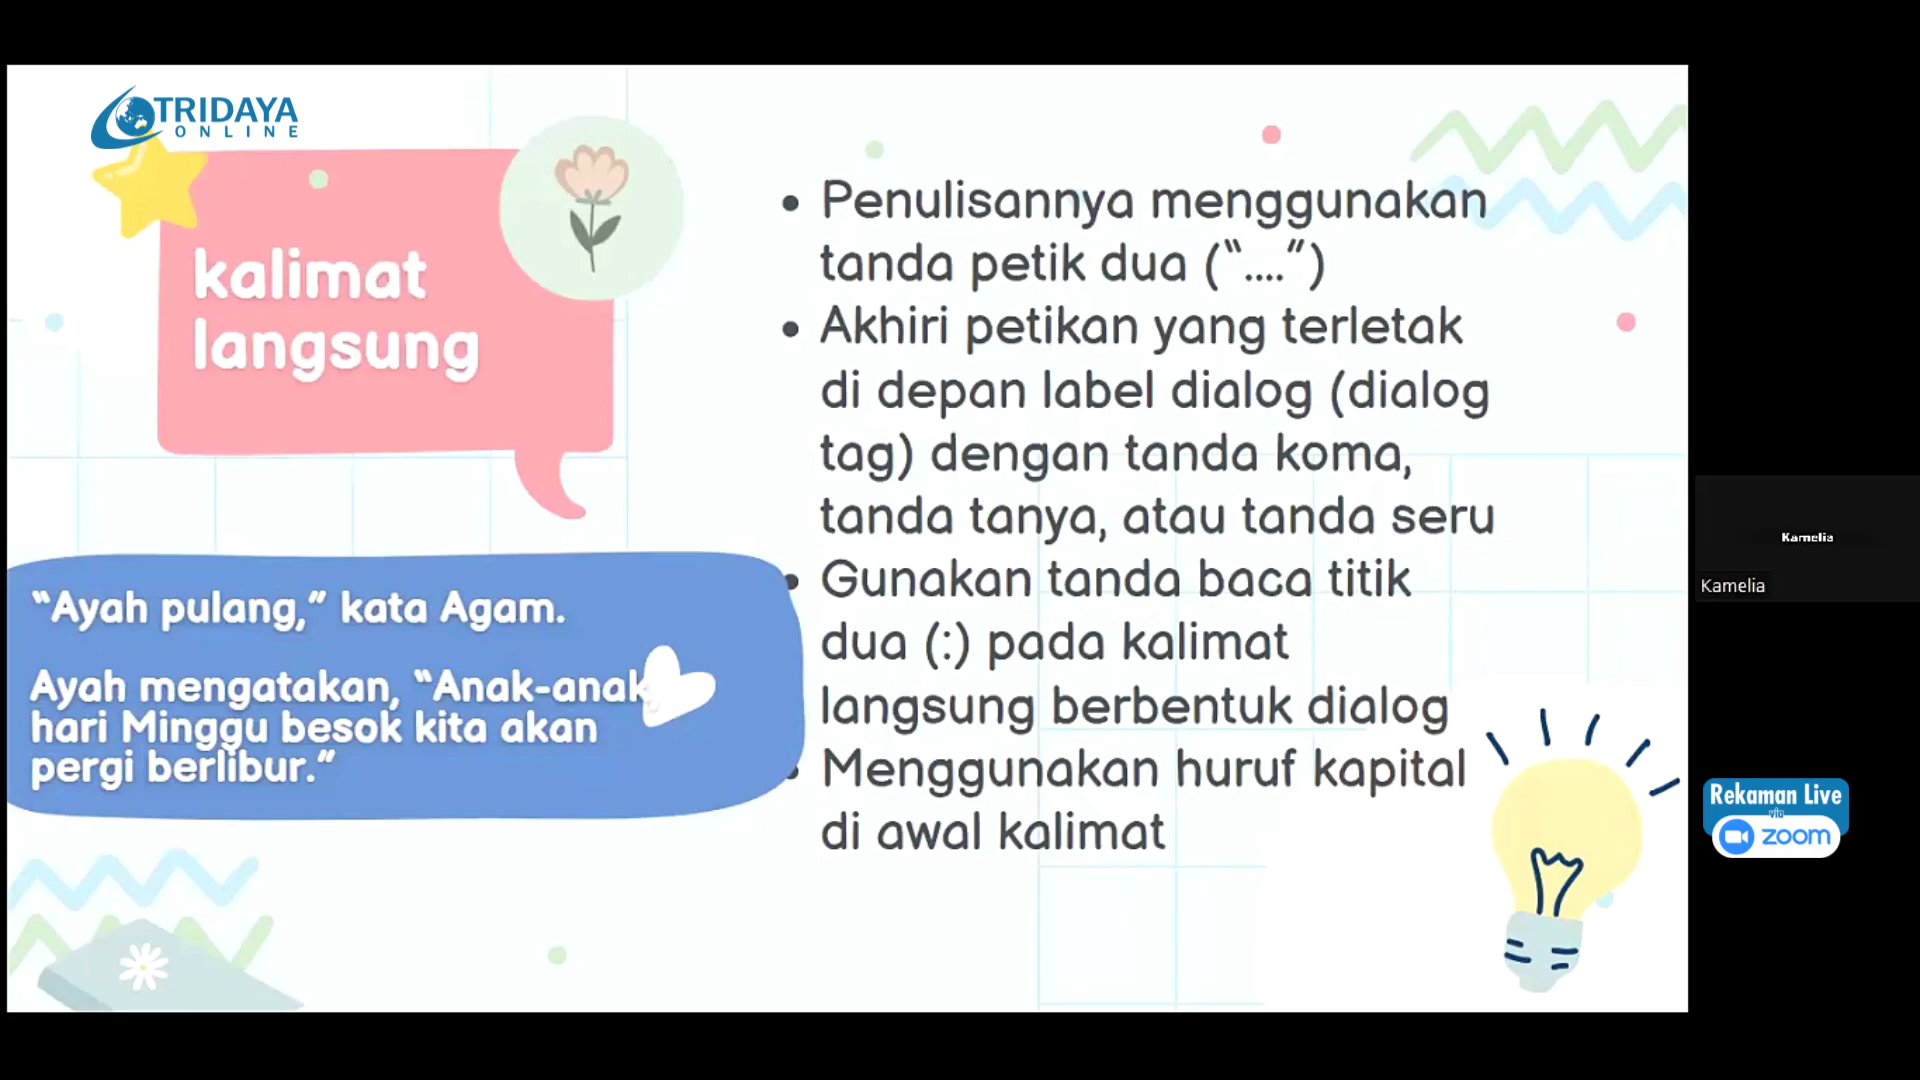 TRIDAYA
ONLINE
kalimat
langsung
“Ayah pulang,” kata Agam.
Ayah mengatakan, “Anak-anak,
hari Minggu besok kita akan
pergi berlibur.”
• Penulisannya menggunakan
tanda petik dua (“....”)
• Akhiri petikan yang terletak
di depan label dialog (dialog
tag) dengan tanda koma,
tanda tanya, atau tanda seru
• Gunakan tanda baca titik
dua (:) pada kalimat
langsung berbentuk dialog
• Menggunakan huruf kapital
di awal kalimat
Kamelia
Kamelia
Rekaman Live
via
zoom